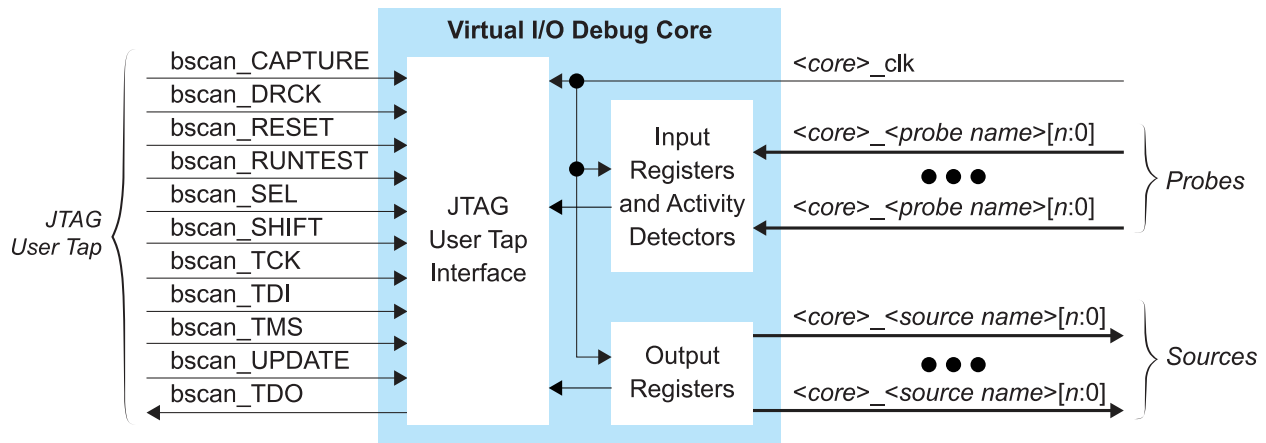 Virtual I/O Debug Core
JTAG
User Tap
bscan_CAPTURE
bscan_DRCK
bscan_RESET
bscan_RUNTEST
bscan_SEL
bscan_SHIFT
bscan_TCK
bscan_TDI
bscan_TMS
bscan_UPDATE
bscan_TDO
JTAG
User Tap
Interface
Input
Registers
and Activity
Detectors
Output
Registers
<core>_clk
<core>_<probe name>[n:0]
<core>_<probe name>[n:0]
Probes
<core>_<source name>[n:0]
<core>_<source name>[n:0]
Sources